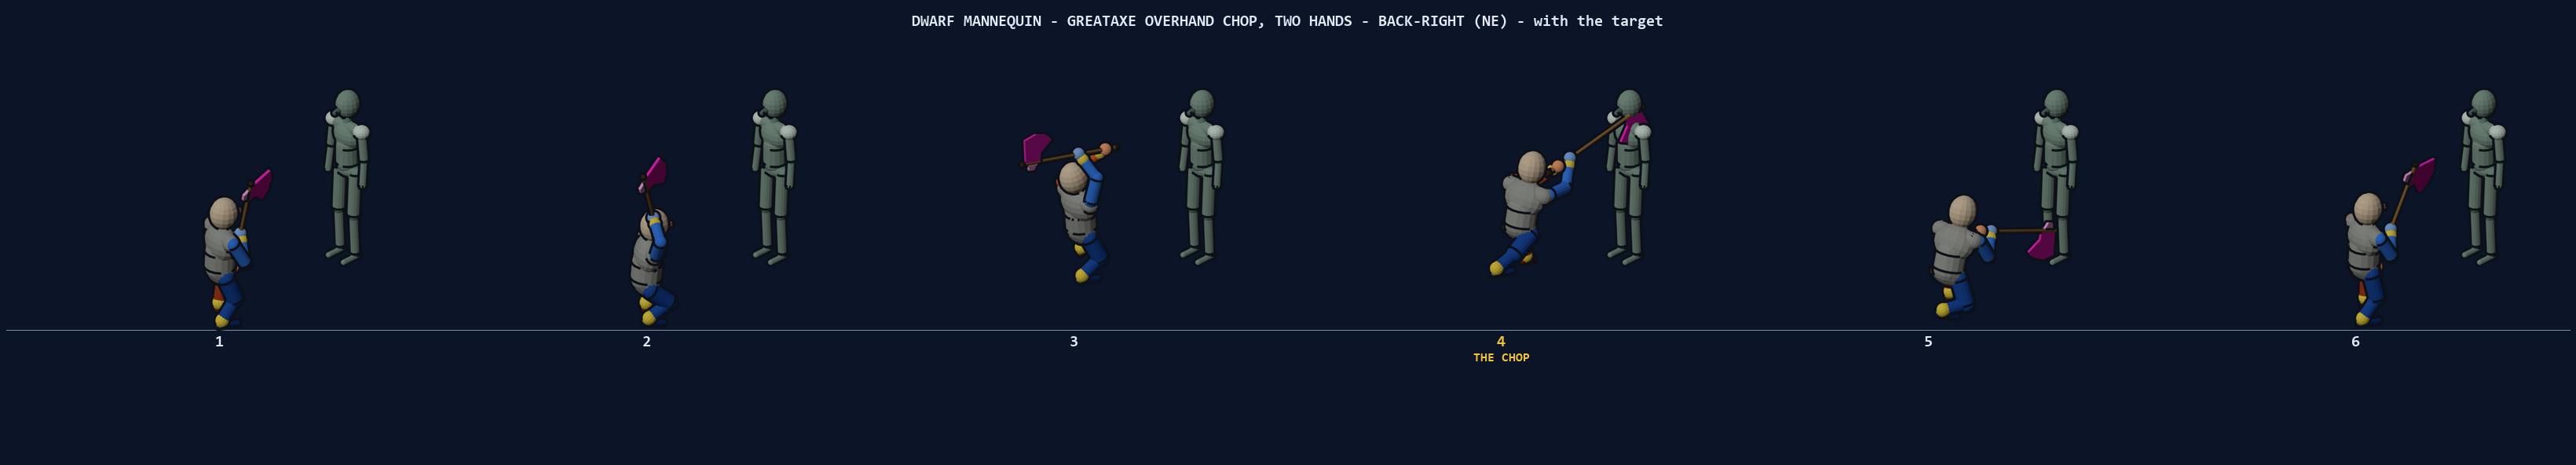 DWARF MANNEQUIN - GREATAXE OVERHAND CHOP, TWO HANDS - BACK-RIGHT (NE) - with the target
1 2 3 4 5 6
THE CHOP